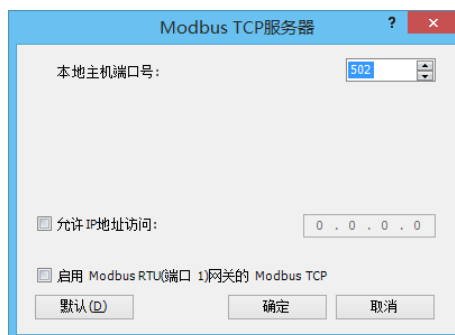 Modbus TCP服务器 ?
本地主机端口号: 502
允许IP地址访问: 0 . 0 . 0 . 0
启用 Modbus RTU(端口 1)网关的 Modbus TCP
默认(D) 确定 取消